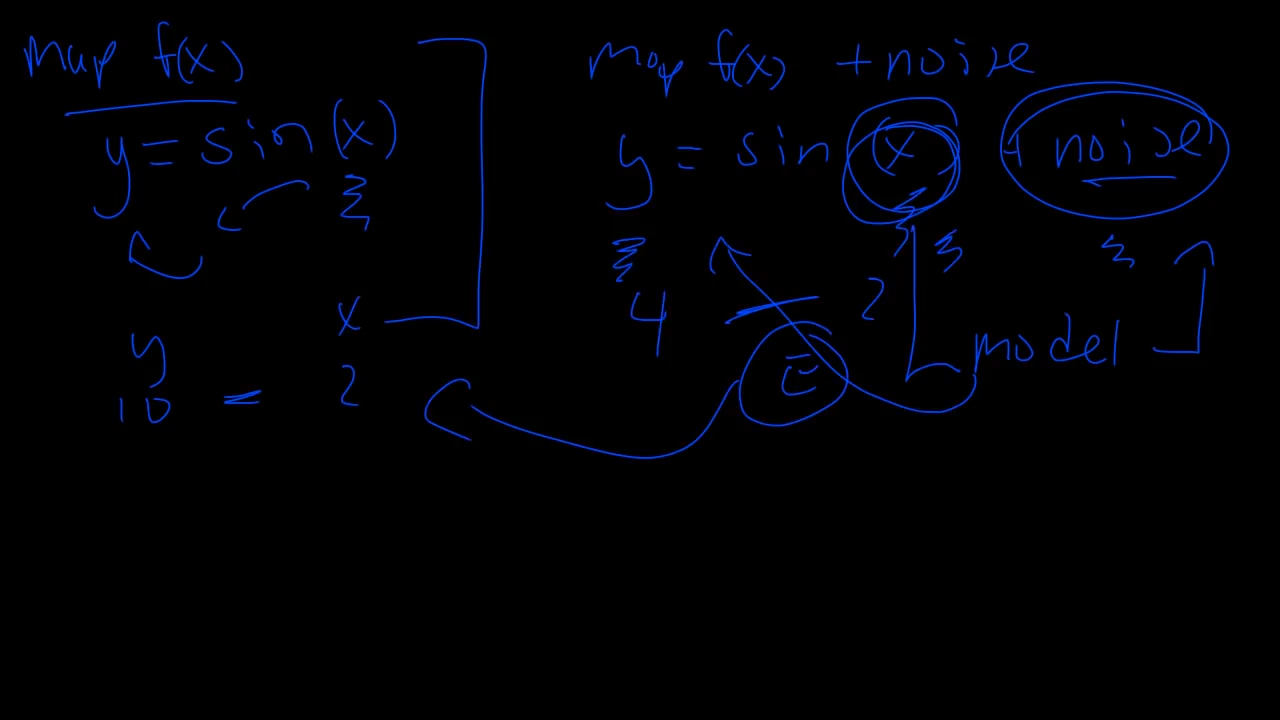 map f(x)
y = sin(x)
x
y
10 = 2
map f(x) + noise
y = sin(x) + noise
4 2
model